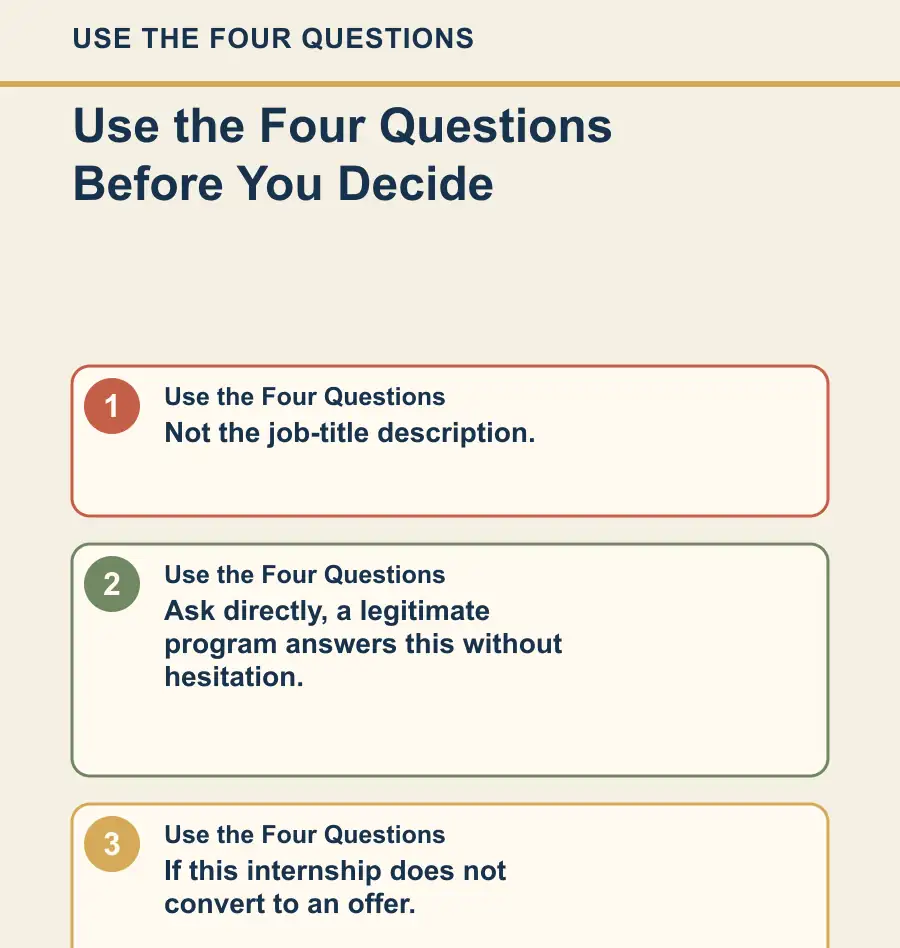 USE THE FOUR QUESTIONS
Use the Four Questions
Before You Decide
1
Use the Four Questions
Not the job-title description.
2
Use the Four Questions
Ask directly, a legitimate
program answers this without
hesitation.
3
Use the Four Questions
If this internship does not
convert to an offer.